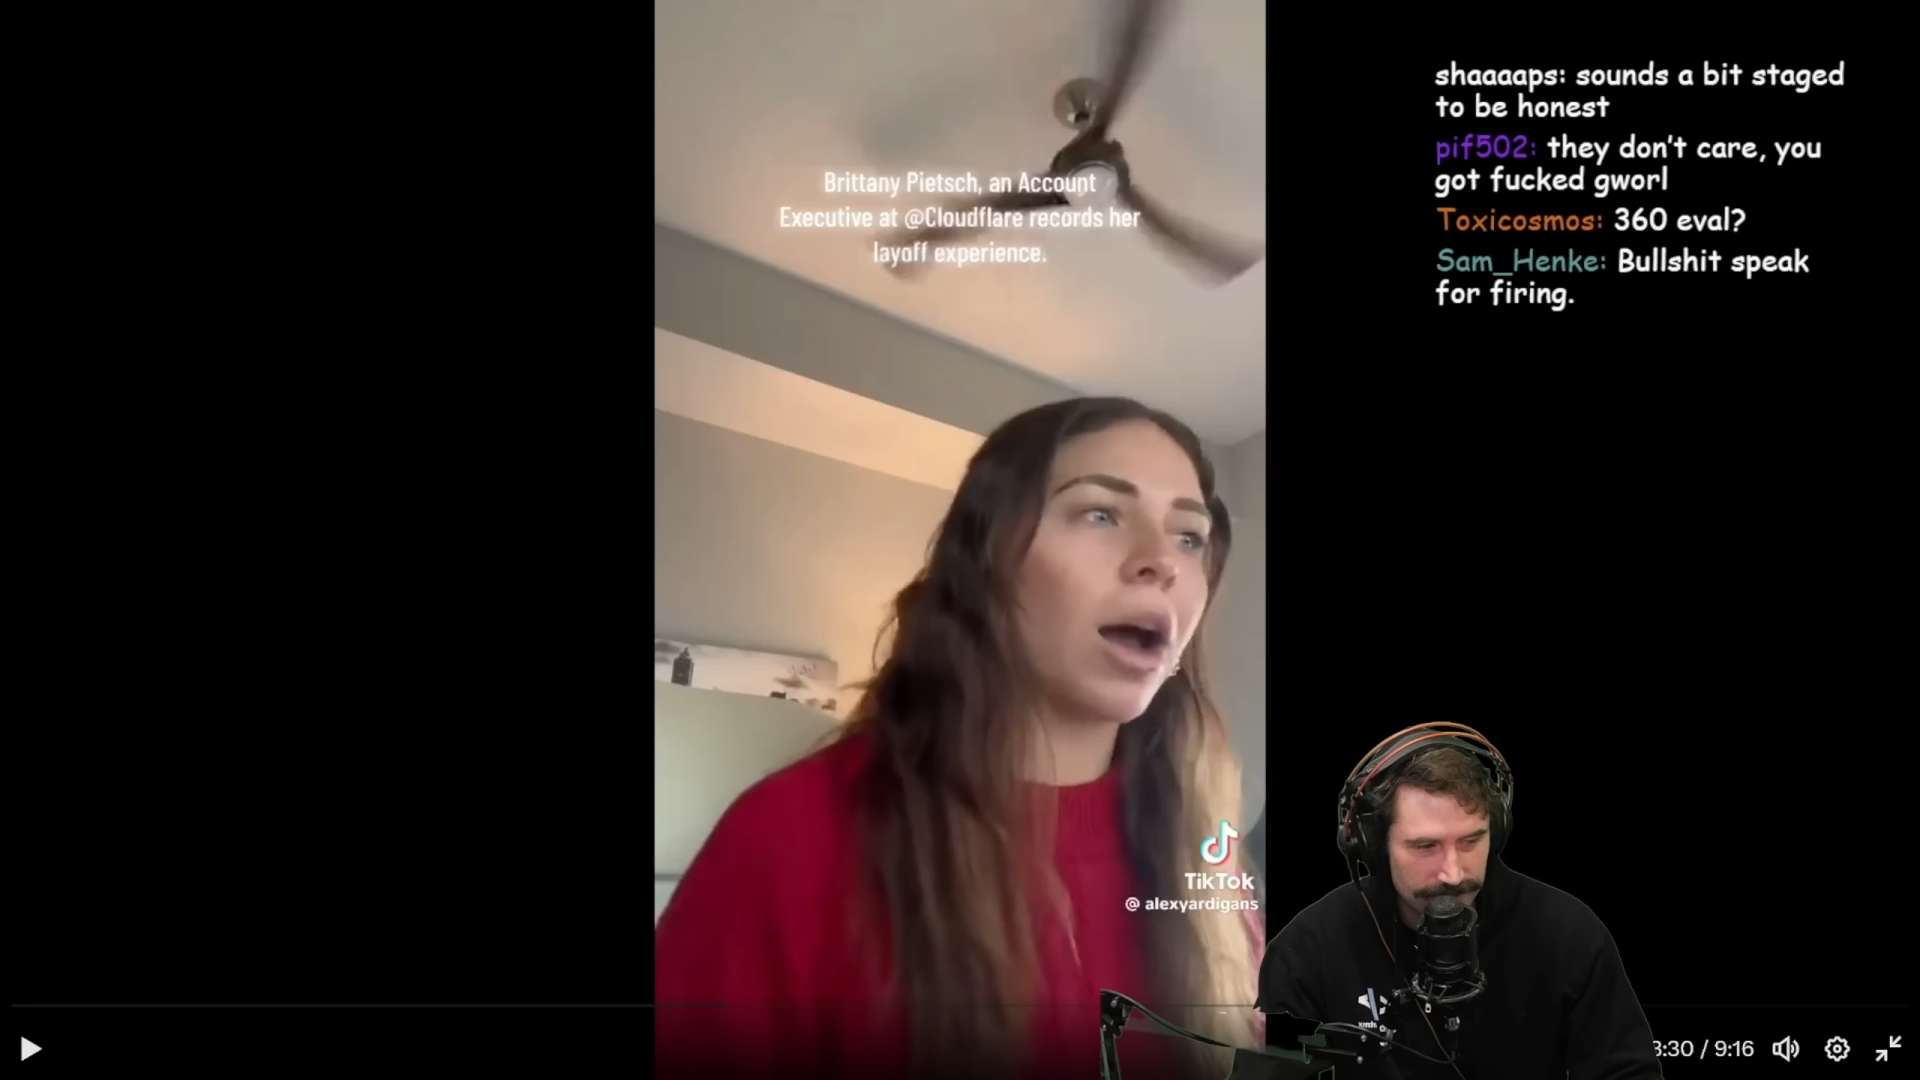 Brittany Pietsch, an Account
Executive at @Cloudflare records her
layoff experience.
shaaaaps: sounds a bit staged
to be honest
pif502: they don't care, you
got fucked gworl
Toxicosmos: 360 eval?
Sam_Henke: Bullshit speak
for firing.
TikTok
@ alexyardigans
3:30 / 9:16